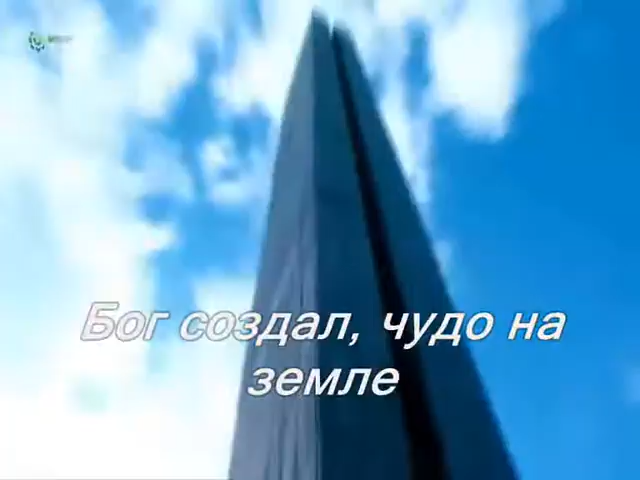 Бог создал, чудо на
земле